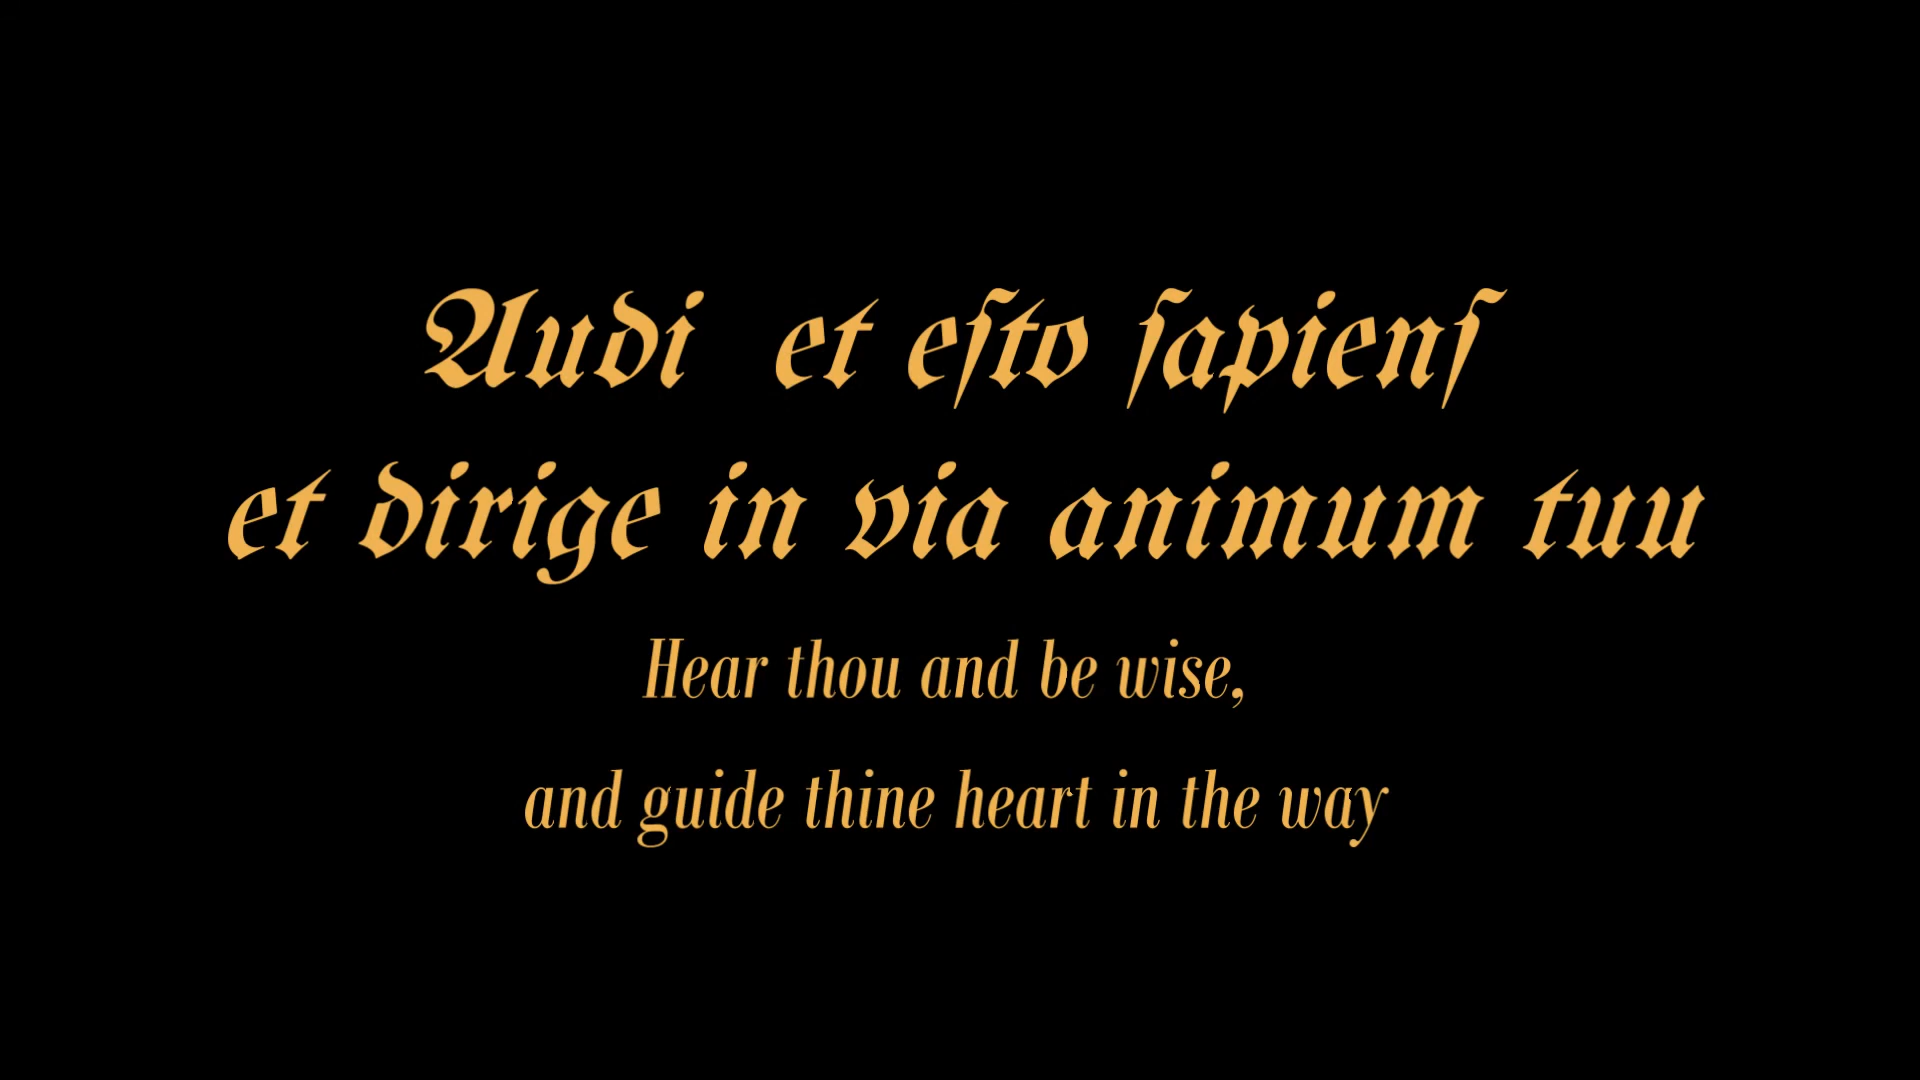 Audi et eſto ſapienſ
et dirige in via animum tuu
Hear thou and be wise,
and guide thine heart in the way